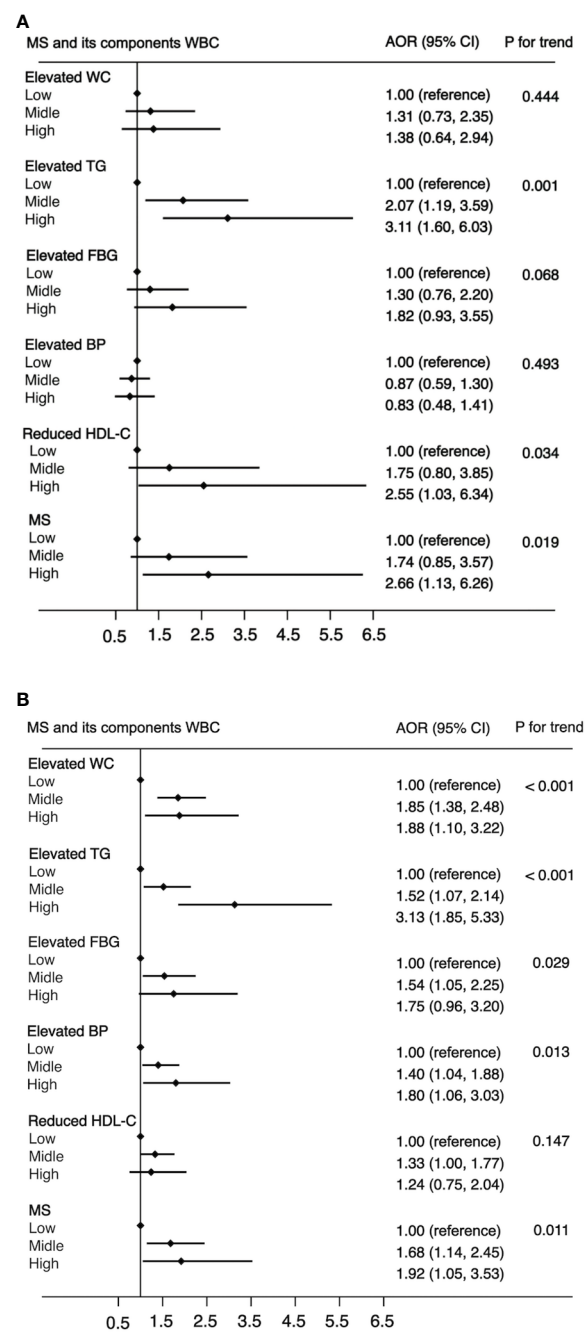 A
MS and its components WBC AOR (95% CI) P for trend
Elevated WC
Low 1.00 (reference) 0.444
Midle 1.31 (0.73, 2.35)
High 1.38 (0.64, 2.94)
Elevated TG
Low 1.00 (reference) 0.001
Midle 2.07 (1.19, 3.59)
High 3.11 (1.60, 6.03)
Elevated FBG
Low 1.00 (reference) 0.068
Midle 1.30 (0.76, 2.20)
High 1.82 (0.93, 3.55)
Elevated BP
Low 1.00 (reference) 0.493
Midle 0.87 (0.59, 1.30)
High 0.83 (0.48, 1.41)
Reduced HDL-C
Low 1.00 (reference) 0.034
Midle 1.75 (0.80, 3.85)
High 2.55 (1.03, 6.34)
MS
Low 1.00 (reference) 0.019
Midle 1.74 (0.85, 3.57)
High 2.66 (1.13, 6.26)
0.5 1.5 2.5 3.5 4.5 5.5 6.5
B
MS and its components WBC AOR (95% CI) P for trend
Elevated WC
Low 1.00 (reference) < 0.001
Midle 1.85 (1.38, 2.48)
High 1.88 (1.10, 3.22)
Elevated TG
Low 1.00 (reference) < 0.001
Midle 1.52 (1.07, 2.14)
High 3.13 (1.85, 5.33)
Elevated FBG
Low 1.00 (reference) 0.029
Midle 1.54 (1.05, 2.25)
High 1.75 (0.96, 3.20)
Elevated BP
Low 1.00 (reference) 0.013
Midle 1.40 (1.04, 1.88)
High 1.80 (1.06, 3.03)
Reduced HDL-C
Low 1.00 (reference) 0.147
Midle 1.33 (1.00, 1.77)
High 1.24 (0.75, 2.04)
MS
Low 1.00 (reference) 0.011
Midle 1.68 (1.14, 2.45)
High 1.92 (1.05, 3.53)
0.5 1.5 2.5 3.5 4.5 5.5 6.5